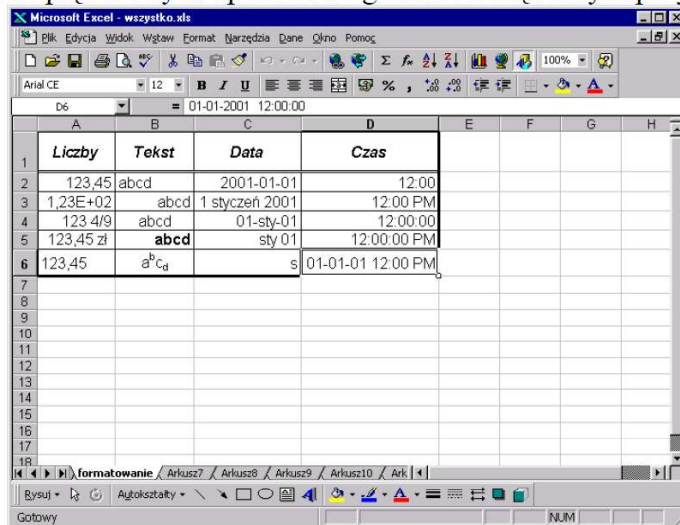 Microsoft Excel - wszystko.xls
Plik Edycja Widok Wstaw Format Narzędzia Dane Okno Pomoc
100%
Arial CE 12 B I U % ,
D6 = 01-01-2001 12:00:00
A B C D E F G H
1 Liczby Tekst Data Czas
2 123,45 abcd 2001-01-01 12:00
3 1,23E+02 abcd 1 styczeń 2001 12:00 PM
4 123 4/9 abcd 01-sty-01 12:00:00
5 123,45 zł abcd sty 01 12:00:00 PM
6 123,45 abcd s 01-01-01 12:00 PM
7
8
9
10
11
12
13
14
15
16
17
18
formatowanie Arkusz7 Arkusz8 Arkusz9 Arkusz10 Ark
Rysuj Autokształty
Gotowy NUM